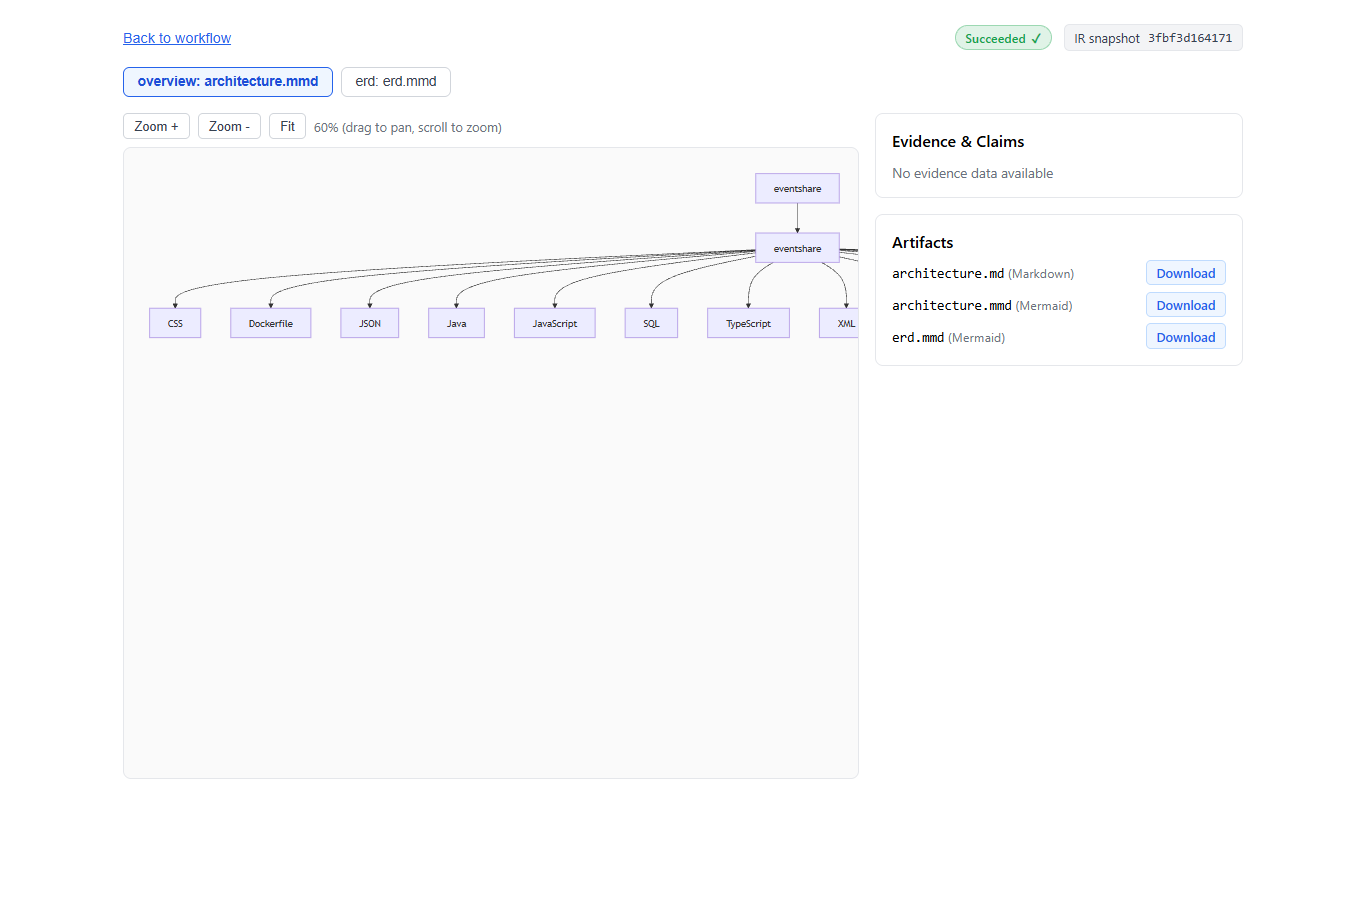 Back to workflow
Succeeded ✓
IR snapshot 3fbf3d164171
overview: architecture.mmd
erd: erd.mmd
Zoom +
Zoom -
Fit
60% (drag to pan, scroll to zoom)
eventshare
eventshare
CSS
Dockerfile
JSON
Java
JavaScript
SQL
TypeScript
XML
Evidence & Claims
No evidence data available
Artifacts
architecture.md (Markdown)
Download
architecture.mmd (Mermaid)
Download
erd.mmd (Mermaid)
Download